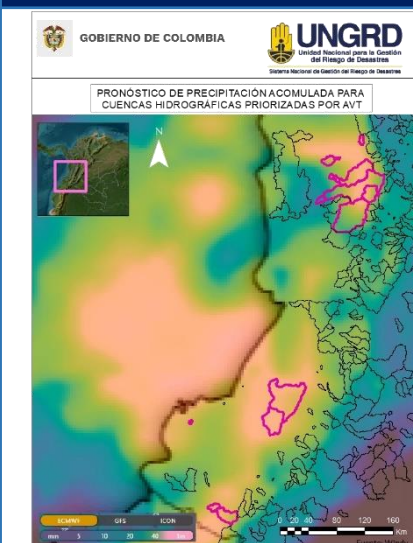 GOBIERNO DE COLOMBIA
UNGRD
Unidad Nacional para la Gestión
del Riesgo de Desastres
Sistema Nacional de Gestión del Riesgo de Desastres
PRONÓSTICO DE PRECIPITACIÓN ACOMULADA PARA
CUENCAS HIDROGRÁFICAS PRIORIZADAS POR AVT
N
ECMWF GFS ICON
mm 5 10 20 40
0 20 40 80 120 160
Km